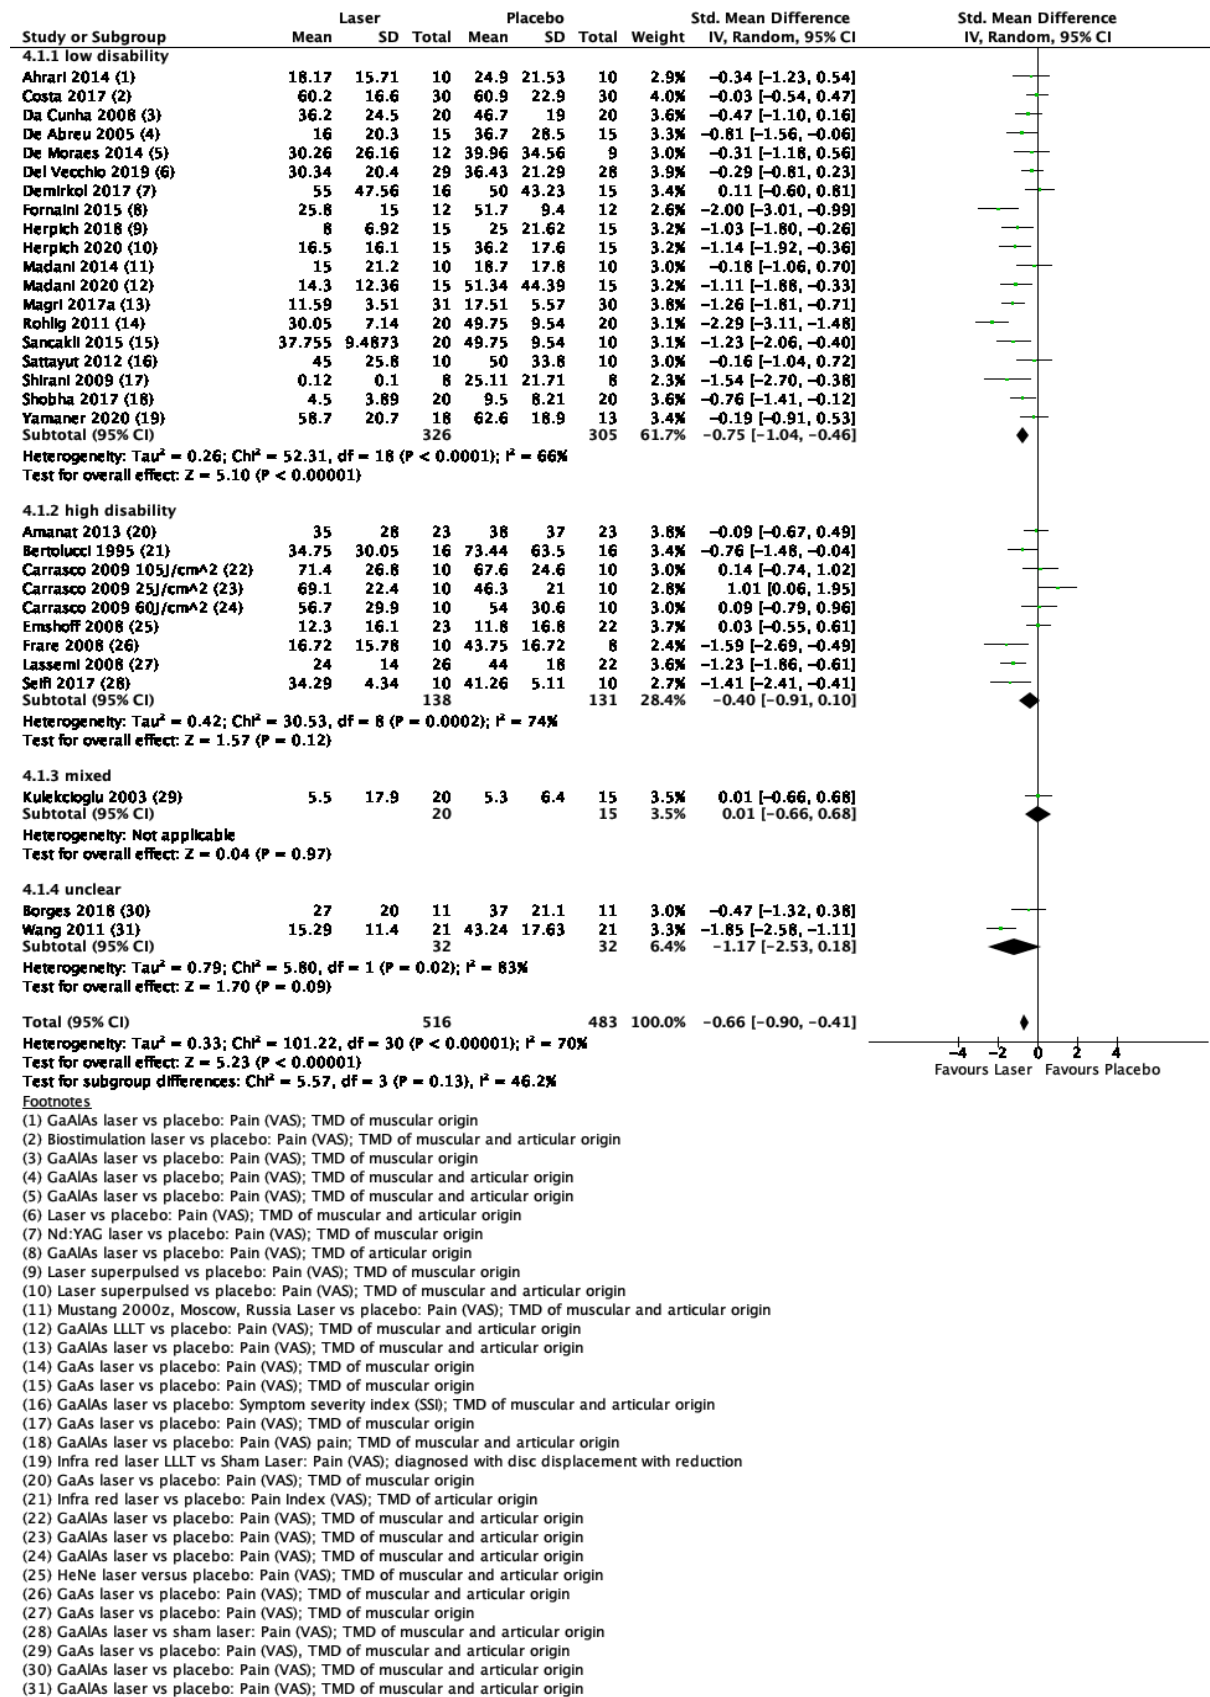 Laser Placebo Std. Mean Difference Std. Mean Difference
Study or Subgroup Mean SD Total Mean SD Total Weight IV, Random, 95% CI IV, Random, 95% CI
4.1.1 low disability
Ahrari 2014 (1) 18.17 15.71 10 24.9 21.53 10 2.9% −0.34 [−1.23, 0.54]
Costa 2017 (2) 60.2 16.6 30 60.9 22.9 30 4.0% −0.03 [−0.54, 0.47]
Da Cunha 2008 (3) 36.2 24.5 20 46.7 19 20 3.6% −0.47 [−1.10, 0.16]
De Abreu 2005 (4) 16 20.3 15 36.7 28.5 15 3.3% −0.81 [−1.56, −0.06]
De Moraes 2014 (5) 30.26 26.16 12 39.96 34.56 9 3.0% −0.31 [−1.18, 0.56]
Del Vecchio 2019 (6) 30.34 20.4 29 36.43 21.29 28 3.9% −0.29 [−0.81, 0.23]
Demirkol 2017 (7) 55 47.56 16 50 43.23 15 3.4% 0.11 [−0.60, 0.81]
Fornaini 2015 (8) 25.8 15 12 51.7 9.4 12 2.6% −2.00 [−3.01, −0.99]
Herpich 2018 (9) 8 6.92 15 25 21.62 15 3.2% −1.03 [−1.80, −0.26]
Herpich 2020 (10) 16.5 16.1 15 36.2 17.6 15 3.2% −1.14 [−1.92, −0.36]
Madani 2014 (11) 15 21.2 10 18.7 17.8 10 3.0% −0.18 [−1.06, 0.70]
Madani 2020 (12) 14.3 12.36 15 51.34 44.39 15 3.2% −1.11 [−1.88, −0.33]
Magri 2017a (13) 11.59 3.51 31 17.51 5.57 30 3.8% −1.26 [−1.81, −0.71]
Rohlig 2011 (14) 30.05 7.14 20 49.75 9.54 20 3.1% −2.29 [−3.11, −1.48]
Sancakli 2015 (15) 37.755 9.4873 20 49.75 9.54 10 3.1% −1.23 [−2.06, −0.40]
Sattayut 2012 (16) 45 25.8 10 50 33.8 10 3.0% −0.16 [−1.04, 0.72]
Shirani 2009 (17) 0.12 0.1 8 25.11 21.71 8 2.3% −1.54 [−2.70, −0.38]
Shobha 2017 (18) 4.5 3.89 20 9.5 8.21 20 3.6% −0.76 [−1.41, −0.12]
Yamaner 2020 (19) 58.7 20.7 18 62.6 18.9 13 3.4% −0.19 [−0.91, 0.53]
Subtotal (95% CI) 326 305 61.7% −0.75 [−1.04, −0.46]
Heterogeneity: Tau² = 0.26; Chi² = 52.31, df = 18 (P < 0.0001); I² = 66%
Test for overall effect: Z = 5.10 (P < 0.00001)
4.1.2 high disability
Amanat 2013 (20) 35 28 23 38 37 23 3.8% −0.09 [−0.67, 0.49]
Bertolucci 1995 (21) 34.75 30.05 16 73.44 63.5 16 3.4% −0.76 [−1.48, −0.04]
Carrasco 2009 105J/cm^2 (22) 71.4 26.8 10 67.6 24.6 10 3.0% 0.14 [−0.74, 1.02]
Carrasco 2009 25J/cm^2 (23) 69.1 22.4 10 46.3 21 10 2.8% 1.01 [0.06, 1.95]
Carrasco 2009 60J/cm^2 (24) 56.7 29.9 10 54 30.6 10 3.0% 0.09 [−0.79, 0.96]
Emshoff 2008 (25) 12.3 16.1 23 11.8 16.8 22 3.7% 0.03 [−0.55, 0.61]
Frare 2008 (26) 16.72 15.78 10 43.75 16.72 8 2.4% −1.59 [−2.69, −0.49]
Lassemi 2008 (27) 24 14 26 44 18 22 3.6% −1.23 [−1.86, −0.61]
Seifi 2017 (28) 34.29 4.34 10 41.26 5.11 10 2.7% −1.41 [−2.41, −0.41]
Subtotal (95% CI) 138 131 28.4% −0.40 [−0.91, 0.10]
Heterogeneity: Tau² = 0.42; Chi² = 30.53, df = 8 (P = 0.0002); I² = 74%
Test for overall effect: Z = 1.57 (P = 0.12)
4.1.3 mixed
Kulekcioglu 2003 (29) 5.5 17.9 20 5.3 6.4 15 3.5% 0.01 [−0.66, 0.68]
Subtotal (95% CI) 20 15 3.5% 0.01 [−0.66, 0.68]
Heterogeneity: Not applicable
Test for overall effect: Z = 0.04 (P = 0.97)
4.1.4 unclear
Borges 2018 (30) 27 20 11 37 21.1 11 3.0% −0.47 [−1.32, 0.38]
Wang 2011 (31) 15.29 11.4 21 43.24 17.63 21 3.3% −1.85 [−2.58, −1.11]
Subtotal (95% CI) 32 32 6.4% −1.17 [−2.53, 0.18]
Heterogeneity: Tau² = 0.79; Chi² = 5.80, df = 1 (P = 0.02); I² = 83%
Test for overall effect: Z = 1.70 (P = 0.09)
Total (95% CI) 516 483 100.0% −0.66 [−0.90, −0.41]
Heterogeneity: Tau² = 0.33; Chi² = 101.22, df = 30 (P < 0.00001); I² = 70%
Test for overall effect: Z = 5.23 (P < 0.00001)
Test for subgroup differences: Chi² = 5.57, df = 3 (P = 0.13), I² = 46.2%
−4 −2 0 2 4
Favours Laser Favours Placebo
Footnotes
(1) GaAlAs laser vs placebo: Pain (VAS); TMD of muscular origin
(2) Biostimulation laser vs placebo: Pain (VAS); TMD of muscular and articular origin
(3) GaAlAs laser vs placebo: Pain (VAS); TMD of muscular origin
(4) GaAlAs laser vs placebo; Pain (VAS); TMD of muscular and articular origin
(5) GaAlAs laser vs placebo: Pain (VAS); TMD of muscular and articular origin
(6) Laser vs placebo: Pain (VAS); TMD of muscular and articular origin
(7) Nd:YAG laser vs placebo: Pain (VAS); TMD of muscular origin
(8) GaAlAs laser vs placebo: Pain (VAS); TMD of articular origin
(9) Laser superpulsed vs placebo: Pain (VAS); TMD of muscular origin
(10) Laser superpulsed vs placebo: Pain (VAS); TMD of muscular and articular origin
(11) Mustang 2000z, Moscow, Russia Laser vs placebo: Pain (VAS); TMD of muscular and articular origin
(12) GaAlAs LLLT vs placebo: Pain (VAS); TMD of muscular and articular origin
(13) GaAlAs laser vs placebo: Pain (VAS); TMD of muscular and articular origin
(14) GaAs laser vs placebo: Pain (VAS); TMD of muscular origin
(15) GaAs laser vs placebo: Pain (VAS); TMD of muscular origin
(16) GaAlAs laser vs placebo: Symptom severity index (SSI); TMD of muscular and articular origin
(17) GaAs laser vs placebo: Pain (VAS); TMD of muscular origin
(18) GaAlAs laser vs placebo: Pain (VAS) pain; TMD of muscular and articular origin
(19) Infra red laser LLLT vs Sham Laser: Pain (VAS); diagnosed with disc displacement with reduction
(20) GaAs laser vs placebo: Pain (VAS); TMD of muscular origin
(21) Infra red laser vs placebo: Pain Index (VAS); TMD of articular origin
(22) GaAlAs laser vs placebo: Pain (VAS); TMD of muscular and articular origin
(23) GaAlAs laser vs placebo: Pain (VAS); TMD of muscular and articular origin
(24) GaAlAs laser vs placebo: Pain (VAS); TMD of muscular and articular origin
(25) HeNe laser versus placebo: Pain (VAS); TMD of muscular and articular origin
(26) GaAs laser vs placebo: Pain (VAS); TMD of muscular and articular origin
(27) GaAs laser vs placebo: Pain (VAS); TMD of muscular origin
(28) GaAlAs laser vs sham laser: Pain (VAS); TMD of muscular and articular origin
(29) GaAs laser vs placebo: Pain (VAS), TMD of muscular and articular origin
(30) GaAlAs laser vs placebo: Pain (VAS); TMD of muscular and articular origin
(31) GaAlAs laser vs placebo: Pain (VAS); TMD of muscular and articular origin